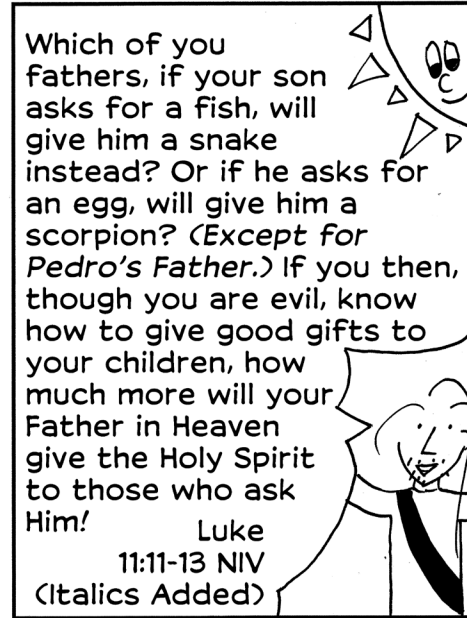 Which of you
fathers, if your son
asks for a fish, will
give him a snake
instead? Or if he asks for
an egg, will give him a
scorpion? (Except for
Pedro's Father.) If you then,
though you are evil, know
how to give good gifts to
your children, how
much more will your
Father in Heaven
give the Holy Spirit
to those who ask
Him!
Luke
11:11-13 NIV
(Italics Added)